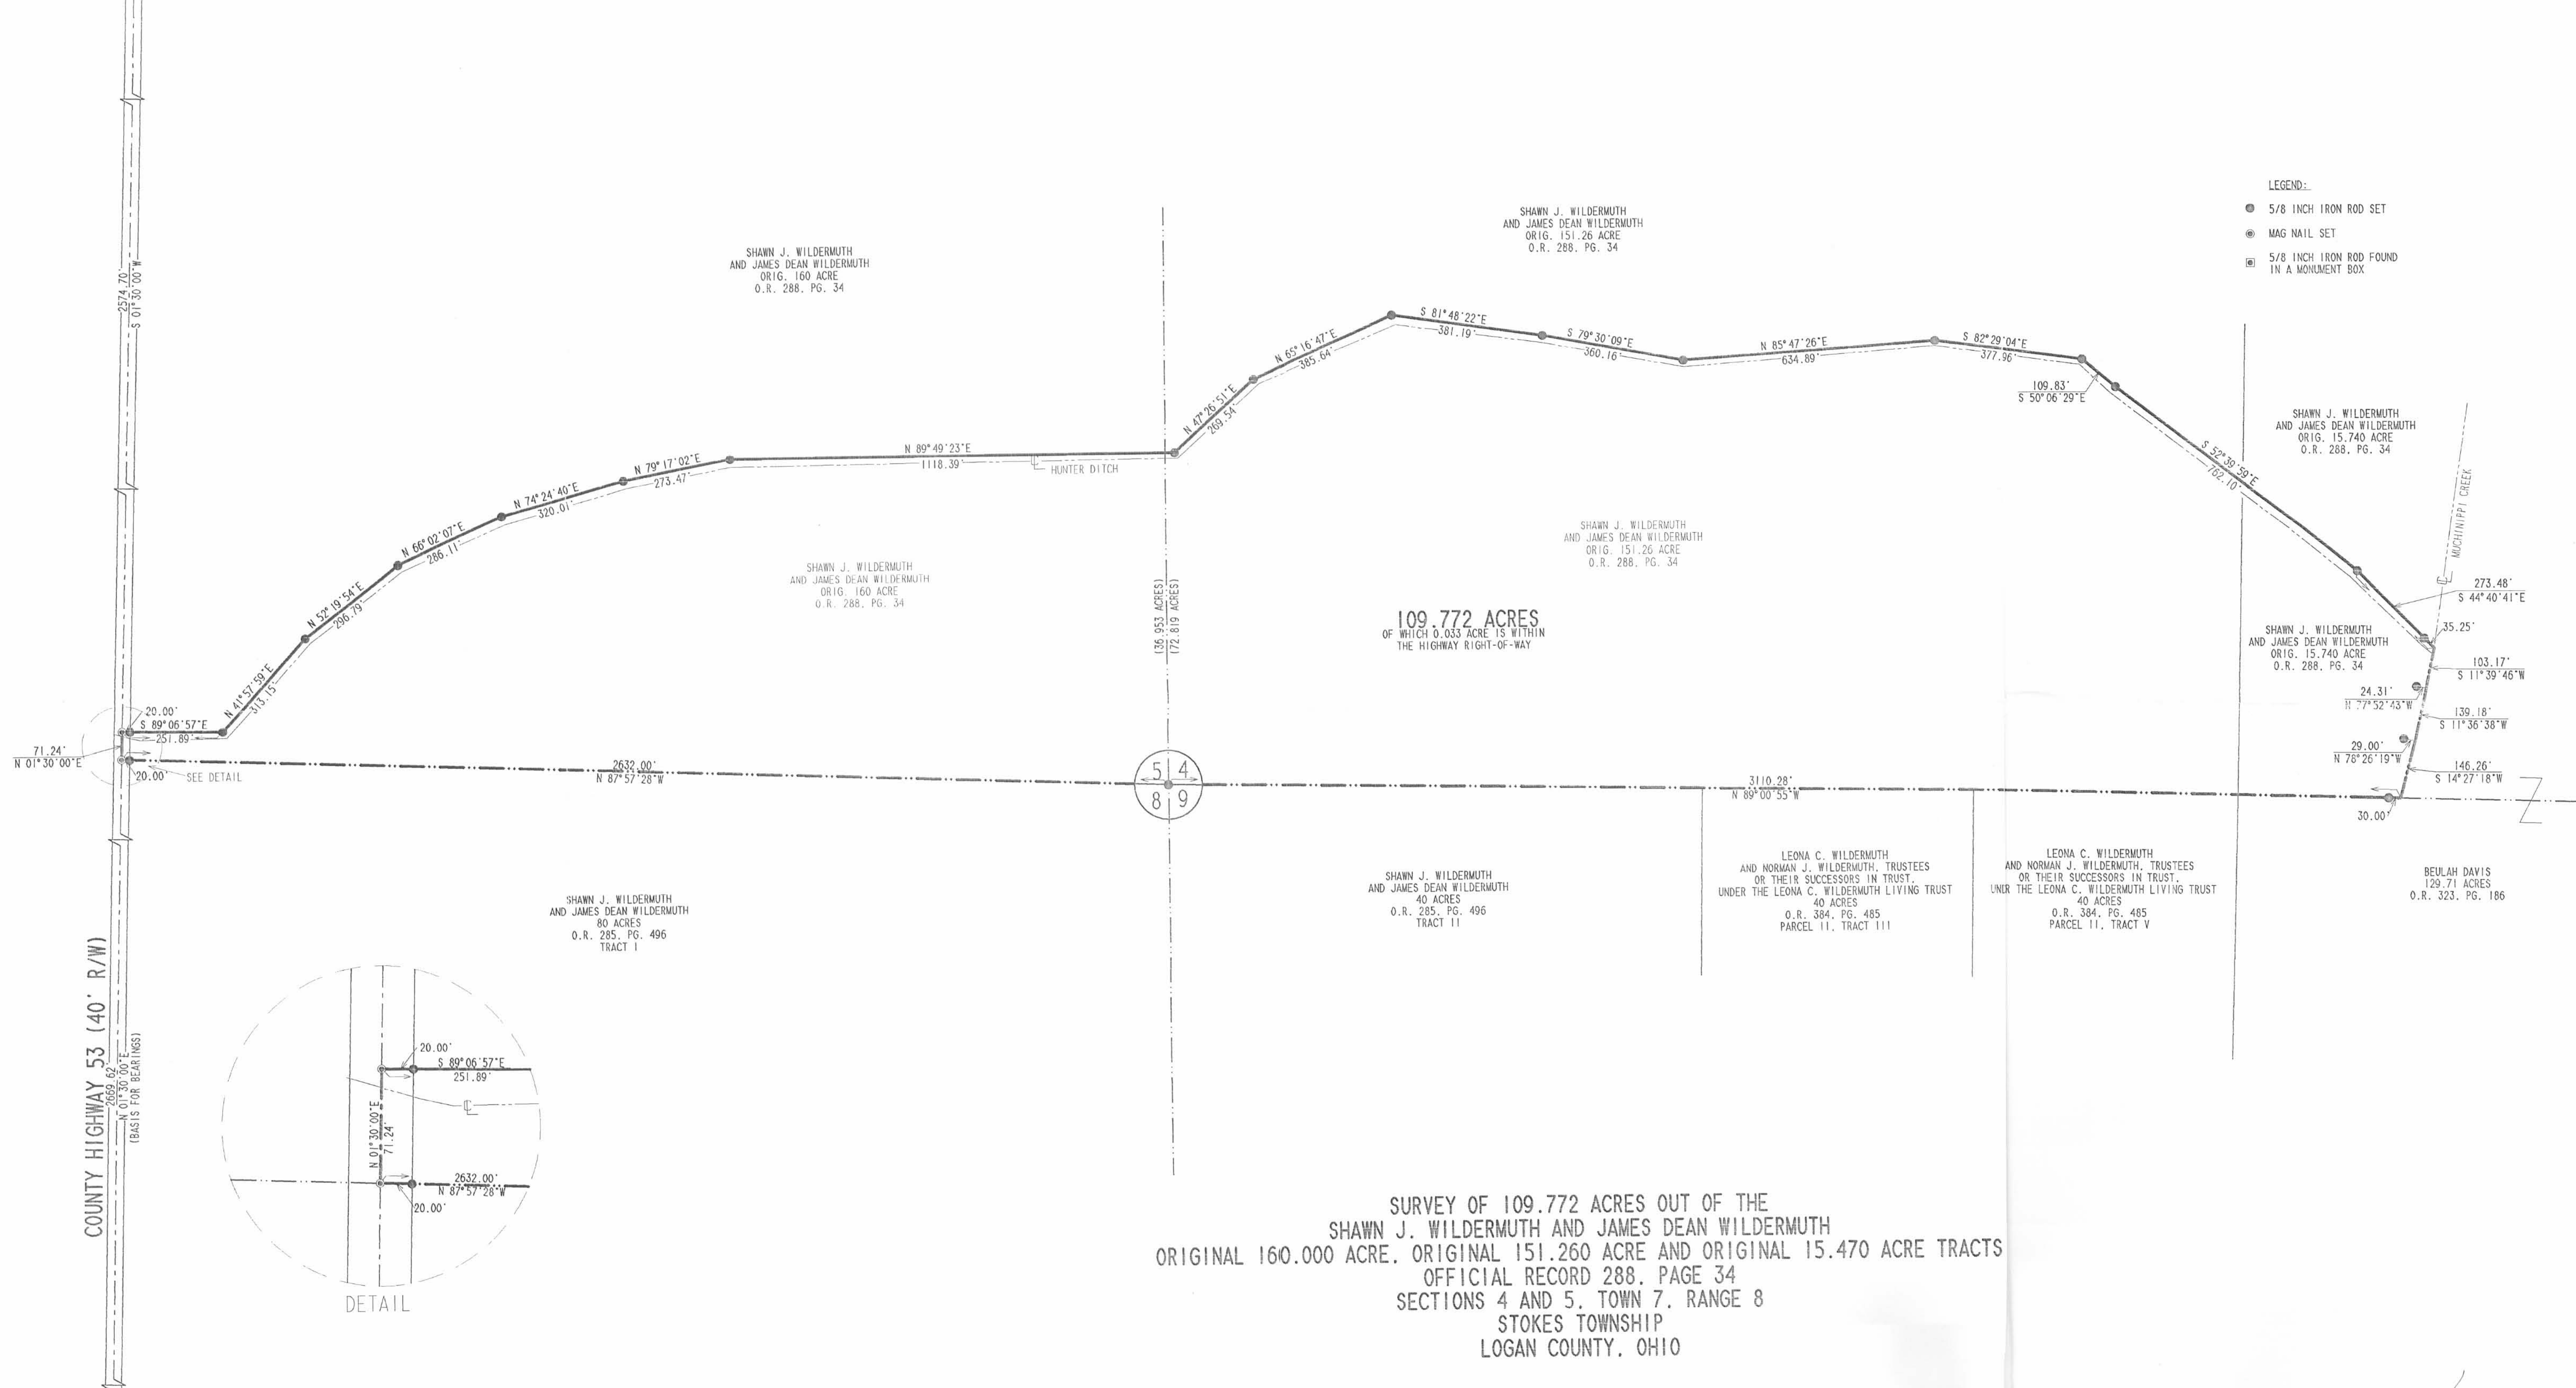 LEGEND:
5/8 INCH IRON ROD SET
MAG NAIL SET
5/8 INCH IRON ROD FOUND
IN A MONUMENT BOX
SHAWN J. WILDERMUTH
AND JAMES DEAN WILDERMUTH
ORIG. 160 ACRE
O.R. 288, PG. 34
SHAWN J. WILDERMUTH
AND JAMES DEAN WILDERMUTH
ORIG. 151.26 ACRE
O.R. 288, PG. 34
2574.70'
S 01°30'00"W
S 81°48'22"E
381.19'
S 79°30'09"E
360.16'
N 85°47'26"E
634.89'
S 82°29'04"E
377.96'
109.83'
S 50°06'29"E
N 65°16'47"E
385.64'
N 47°26'51"E
269.54'
N 89°49'23"E
1118.39'
HUNTER DITCH
N 79°17'02"E
273.47'
N 74°24'40"E
320.01'
N 66°02'07"E
286.11'
N 52°19'54"E
296.79'
N 41°57'59"E
313.15'
S 52°39'59"E
762.10'
SHAWN J. WILDERMUTH
AND JAMES DEAN WILDERMUTH
ORIG. 15.740 ACRE
O.R. 288, PG. 34
MUCHINIPPI CREEK
SHAWN J. WILDERMUTH
AND JAMES DEAN WILDERMUTH
ORIG. 160 ACRE
O.R. 288, PG. 34
SHAWN J. WILDERMUTH
AND JAMES DEAN WILDERMUTH
ORIG. 151.26 ACRE
O.R. 288, PG. 34
(36.953 ACRES)
(72.819 ACRES)
109.772 ACRES
OF WHICH 0.033 ACRE IS WITHIN
THE HIGHWAY RIGHT-OF-WAY
273.48'
S 44°40'41"E
35.25'
SHAWN J. WILDERMUTH
AND JAMES DEAN WILDERMUTH
ORIG. 15.740 ACRE
O.R. 288, PG. 34
103.17'
S 11°39'46"W
24.31'
N 77°52'43"W
139.18'
S 11°36'38"W
29.00'
N 78°26'19"W
146.26'
S 14°27'18"W
30.00'
20.00'
S 89°06'57"E
251.89'
71.24'
N 01°30'00"E
20.00'
SEE DETAIL
2632.00'
N 87°57'28"W
5 4
8 9
3110.28'
N 89°00'55"W
SHAWN J. WILDERMUTH
AND JAMES DEAN WILDERMUTH
80 ACRES
O.R. 285, PG. 496
TRACT I
SHAWN J. WILDERMUTH
AND JAMES DEAN WILDERMUTH
40 ACRES
O.R. 285, PG. 496
TRACT II
LEONA C. WILDERMUTH
AND NORMAN J. WILDERMUTH, TRUSTEES
OR THEIR SUCCESSORS IN TRUST,
UNDER THE LEONA C. WILDERMUTH LIVING TRUST
40 ACRES
O.R. 384, PG. 485
PARCEL II, TRACT III
LEONA C. WILDERMUTH
AND NORMAN J. WILDERMUTH, TRUSTEES
OR THEIR SUCCESSORS IN TRUST,
UNDR THE LEONA C. WILDERMUTH LIVING TRUST
40 ACRES
O.R. 384, PG. 485
PARCEL II, TRACT V
BEULAH DAVIS
129.71 ACRES
O.R. 323, PG. 186
COUNTY HIGHWAY 53 (40' R/W)
2669.62'
N 01°30'00"E
(BASIS FOR BEARINGS)
20.00'
S 89°06'57"E
251.89'
N 01°30'00"E
71.24'
2632.00'
N 87°57'28"W
20.00'
DETAIL
SURVEY OF 109.772 ACRES OUT OF THE
SHAWN J. WILDERMUTH AND JAMES DEAN WILDERMUTH
ORIGINAL 160.000 ACRE, ORIGINAL 151.260 ACRE AND ORIGINAL 15.470 ACRE TRACTS
OFFICIAL RECORD 288, PAGE 34
SECTIONS 4 AND 5, TOWN 7, RANGE 8
STOKES TOWNSHIP
LOGAN COUNTY, OHIO